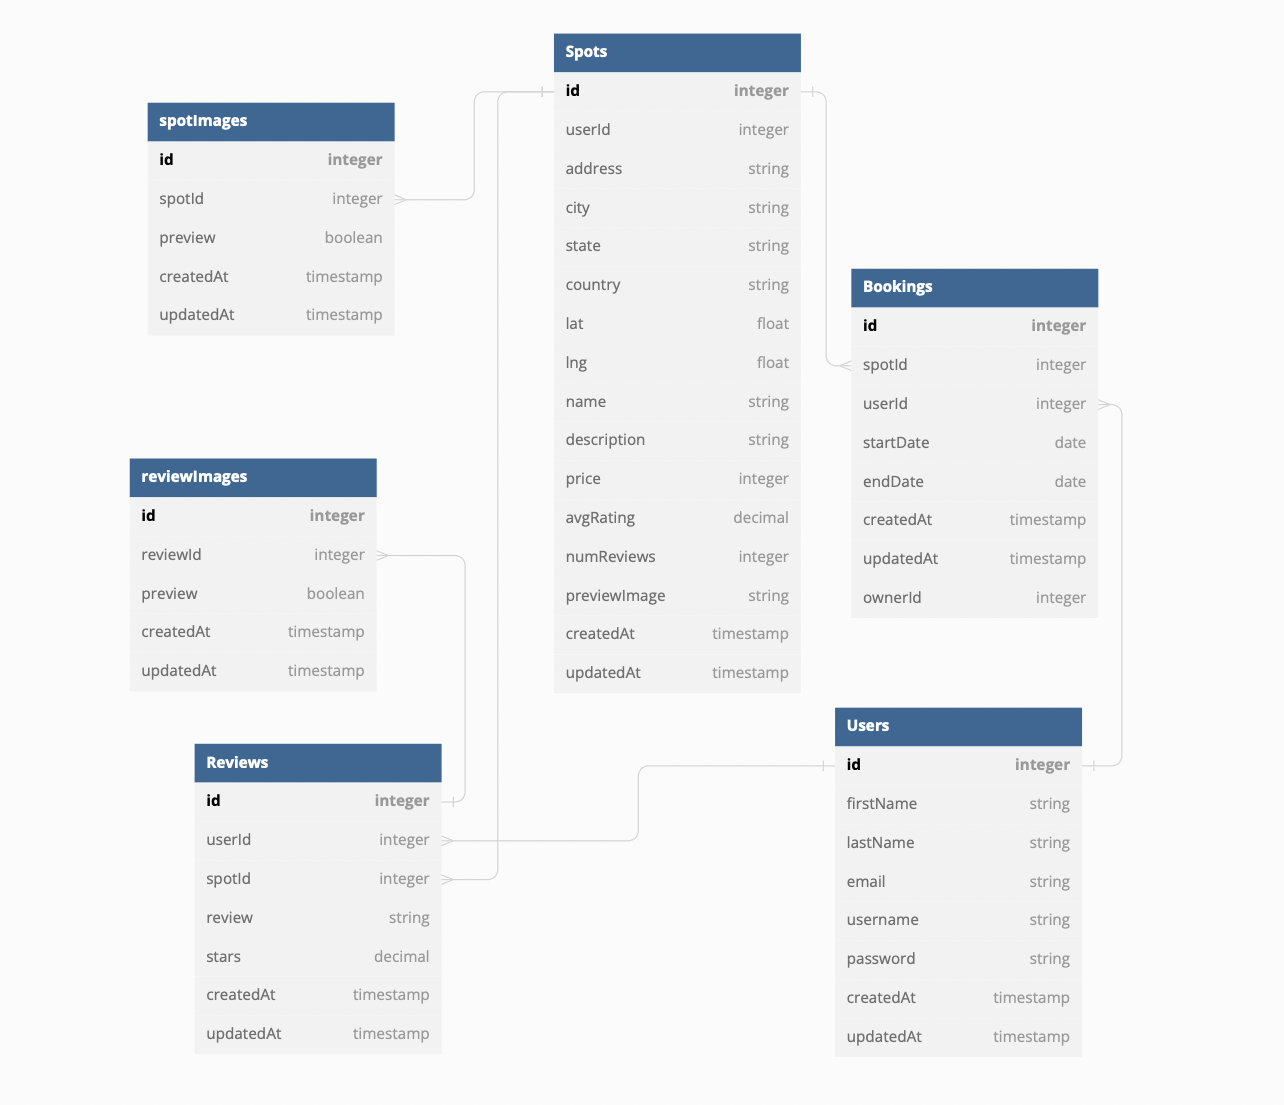 Spots
id integer
userId integer
address string
city string
state string
country string
lat float
lng float
name string
description string
price integer
avgRating decimal
numReviews integer
previewImage string
createdAt timestamp
updatedAt timestamp
spotImages
id integer
spotId integer
preview boolean
createdAt timestamp
updatedAt timestamp
Bookings
id integer
spotId integer
userId integer
startDate date
endDate date
createdAt timestamp
updatedAt timestamp
ownerId integer
reviewImages
id integer
reviewId integer
preview boolean
createdAt timestamp
updatedAt timestamp
Reviews
id integer
userId integer
spotId integer
review string
stars decimal
createdAt timestamp
updatedAt timestamp
Users
id integer
firstName string
lastName string
email string
username string
password string
createdAt timestamp
updatedAt timestamp